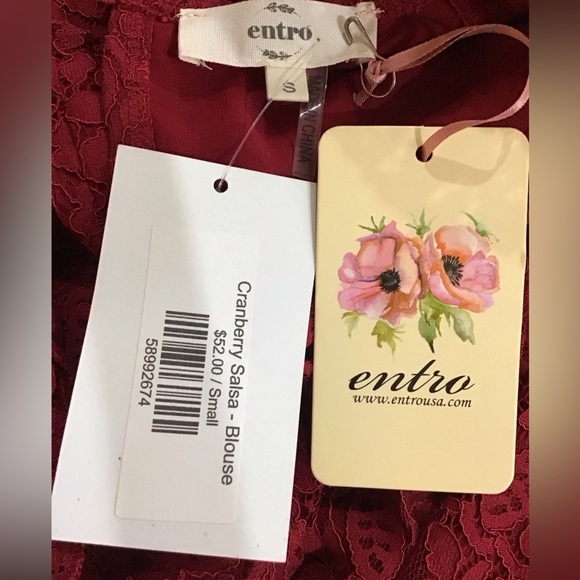 entro.
S
MADE IN CHINA
Cranberry Salsa - Blouse
$52.00 / Small
58992674
entro
www.entrousa.com